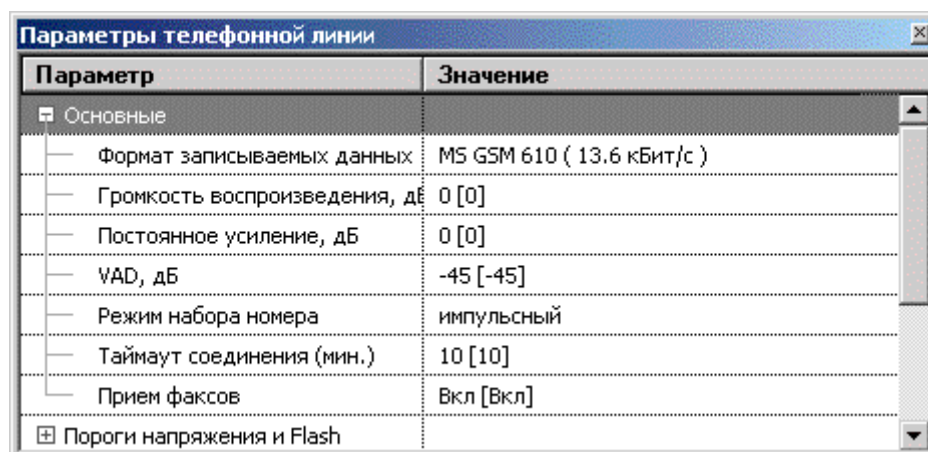 Параметры телефонной линии
Параметр Значение
Основные
Формат записываемых данных MS GSM 610 ( 13.6 кБит/с )
Громкость воспроизведения, дБ 0 [0]
Постоянное усиление, дБ 0 [0]
VAD, дБ -45 [-45]
Режим набора номера импульсный
Таймаут соединения (мин.) 10 [10]
Прием факсов Вкл [Вкл]
Пороги напряжения и Flash